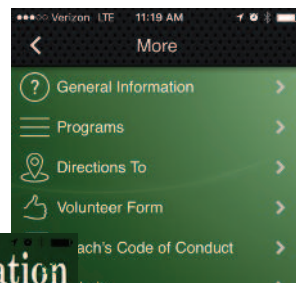 Verizon LTE 11:19 AM
More
General Information
Programs
Directions To
Volunteer Form
ach's Code of Conduct
ation